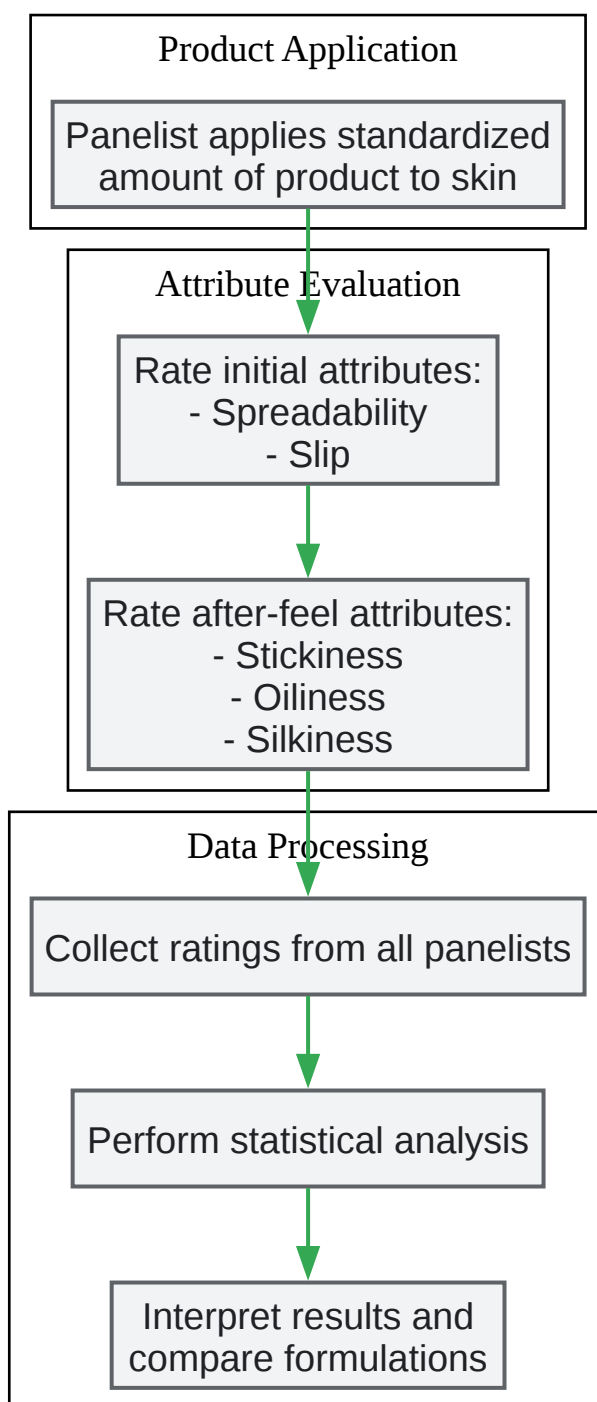 Product Application
Panelist applies standardized
amount of product to skin
Attribute Evaluation
Rate initial attributes:
- Spreadability
- Slip
Rate after-feel attributes:
- Stickiness
- Oiliness
- Silkiness
Data Processing
Collect ratings from all panelists
Perform statistical analysis
Interpret results and
compare formulations